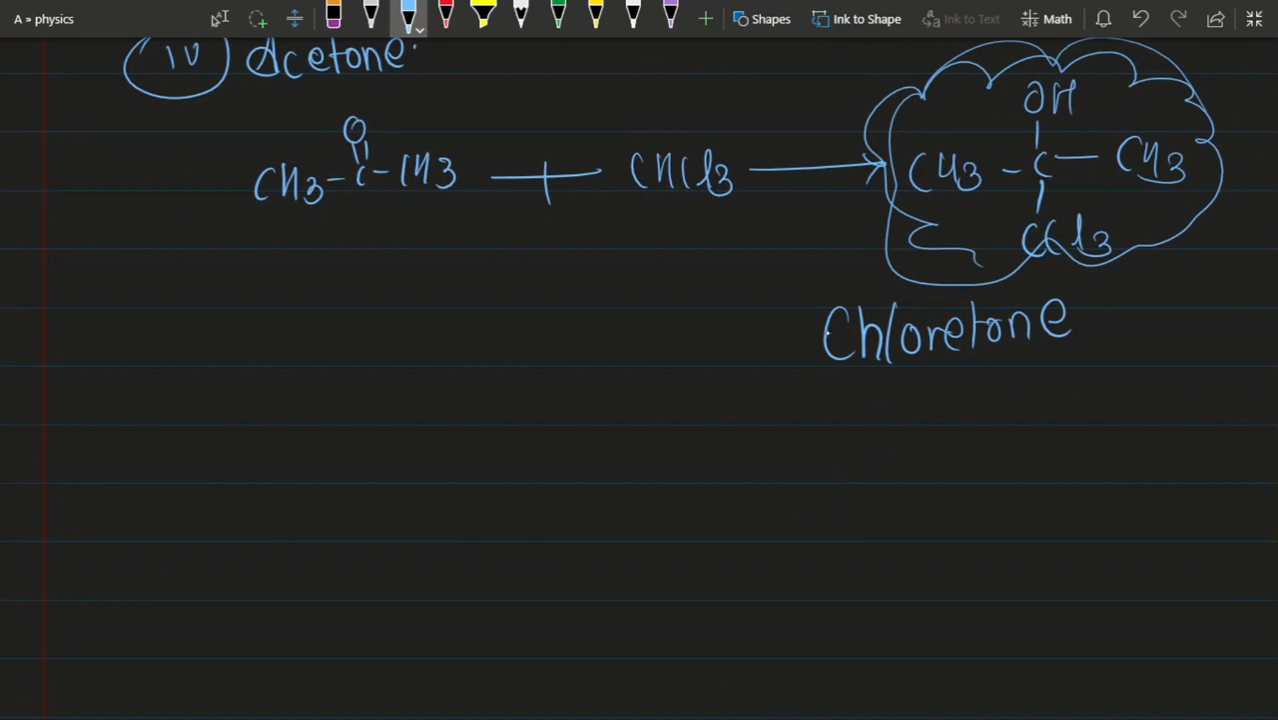 A » physics
Shapes
Ink to Shape
Ink to Text
Math
(iv) Acetone.
O
CH3 - C - CH3 + CHCl3 →
OH
CH3 - C — CH3
CCl3
Chloretone